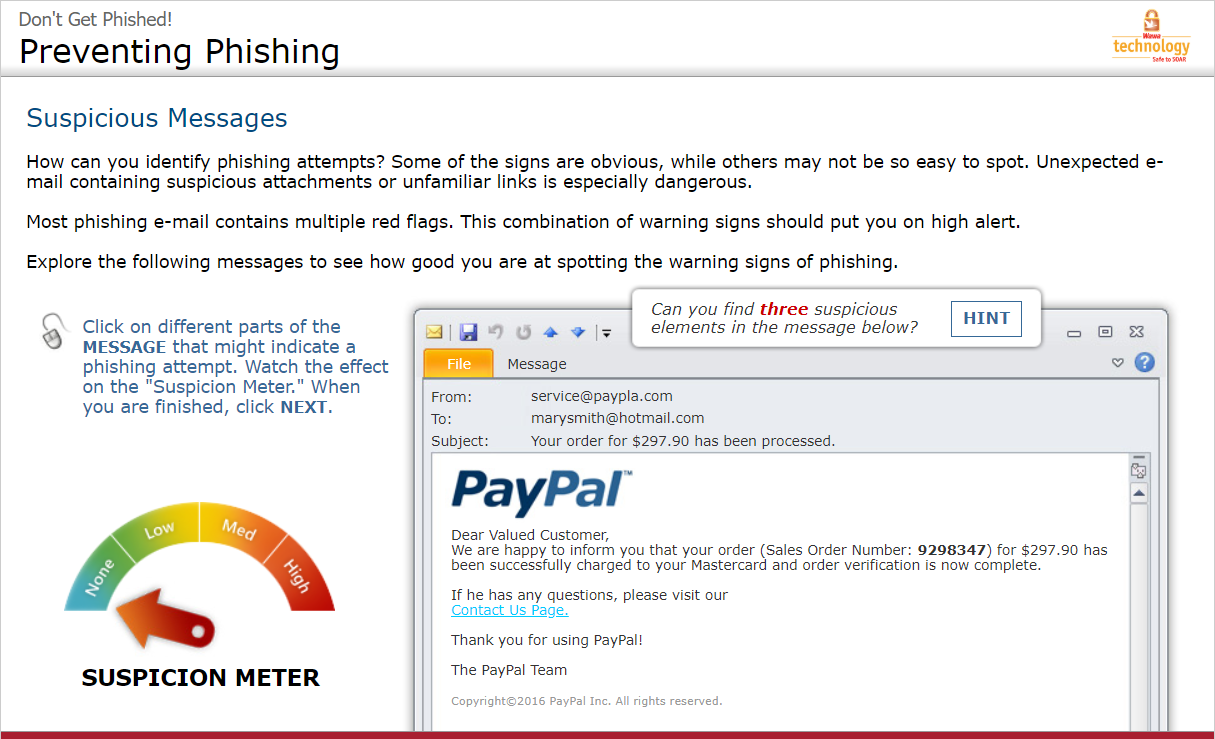 Don't Get Phished!
Preventing Phishing
Wawa
technology
Safe to SOAR
Suspicious Messages
How can you identify phishing attempts? Some of the signs are obvious, while others may not be so easy to spot. Unexpected e-
mail containing suspicious attachments or unfamiliar links is especially dangerous.
Most phishing e-mail contains multiple red flags. This combination of warning signs should put you on high alert.
Explore the following messages to see how good you are at spotting the warning signs of phishing.
Click on different parts of the
MESSAGE that might indicate a
phishing attempt. Watch the effect
on the "Suspicion Meter." When
you are finished, click NEXT.
None
Low
Med
High
SUSPICION METER
Can you find three suspicious
elements in the message below?
HINT
File
Message
From: service@paypla.com
To: marysmith@hotmail.com
Subject: Your order for $297.90 has been processed.
PayPal™
Dear Valued Customer,
We are happy to inform you that your order (Sales Order Number: 9298347) for $297.90 has
been successfully charged to your Mastercard and order verification is now complete.
If he has any questions, please visit our
Contact Us Page.
Thank you for using PayPal!
The PayPal Team
Copyright©2016 PayPal Inc. All rights reserved.